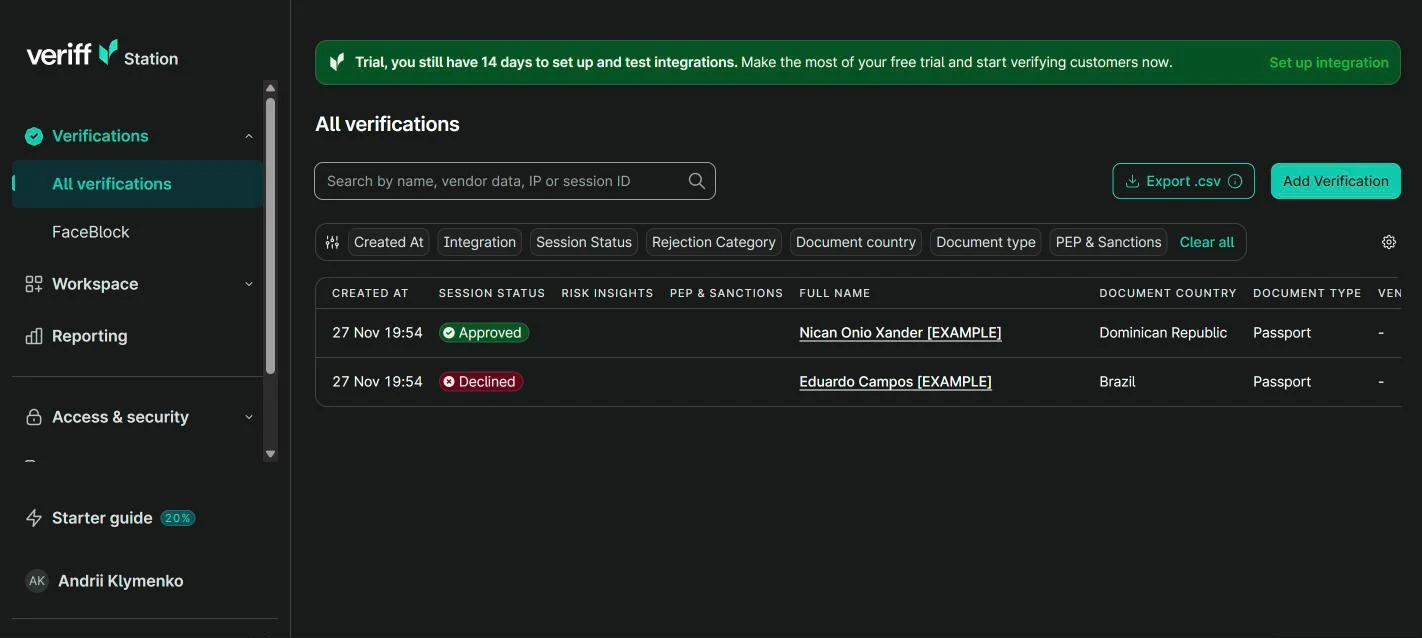 veriff Station
Verifications
All verifications
FaceBlock
Workspace
Reporting
Access & security
Starter guide 20%
AK Andrii Klymenko
Trial, you still have 14 days to set up and test integrations. Make the most of your free trial and start verifying customers now. Set up integration
All verifications
Search by name, vendor data, IP or session ID
Export .csv
Add Verification
Created At Integration Session Status Rejection Category Document country Document type PEP & Sanctions Clear all
CREATED AT SESSION STATUS RISK INSIGHTS PEP & SANCTIONS FULL NAME DOCUMENT COUNTRY DOCUMENT TYPE VEN
27 Nov 19:54 Approved Nican Onio Xander [EXAMPLE] Dominican Republic Passport -
27 Nov 19:54 Declined Eduardo Campos [EXAMPLE] Brazil Passport -